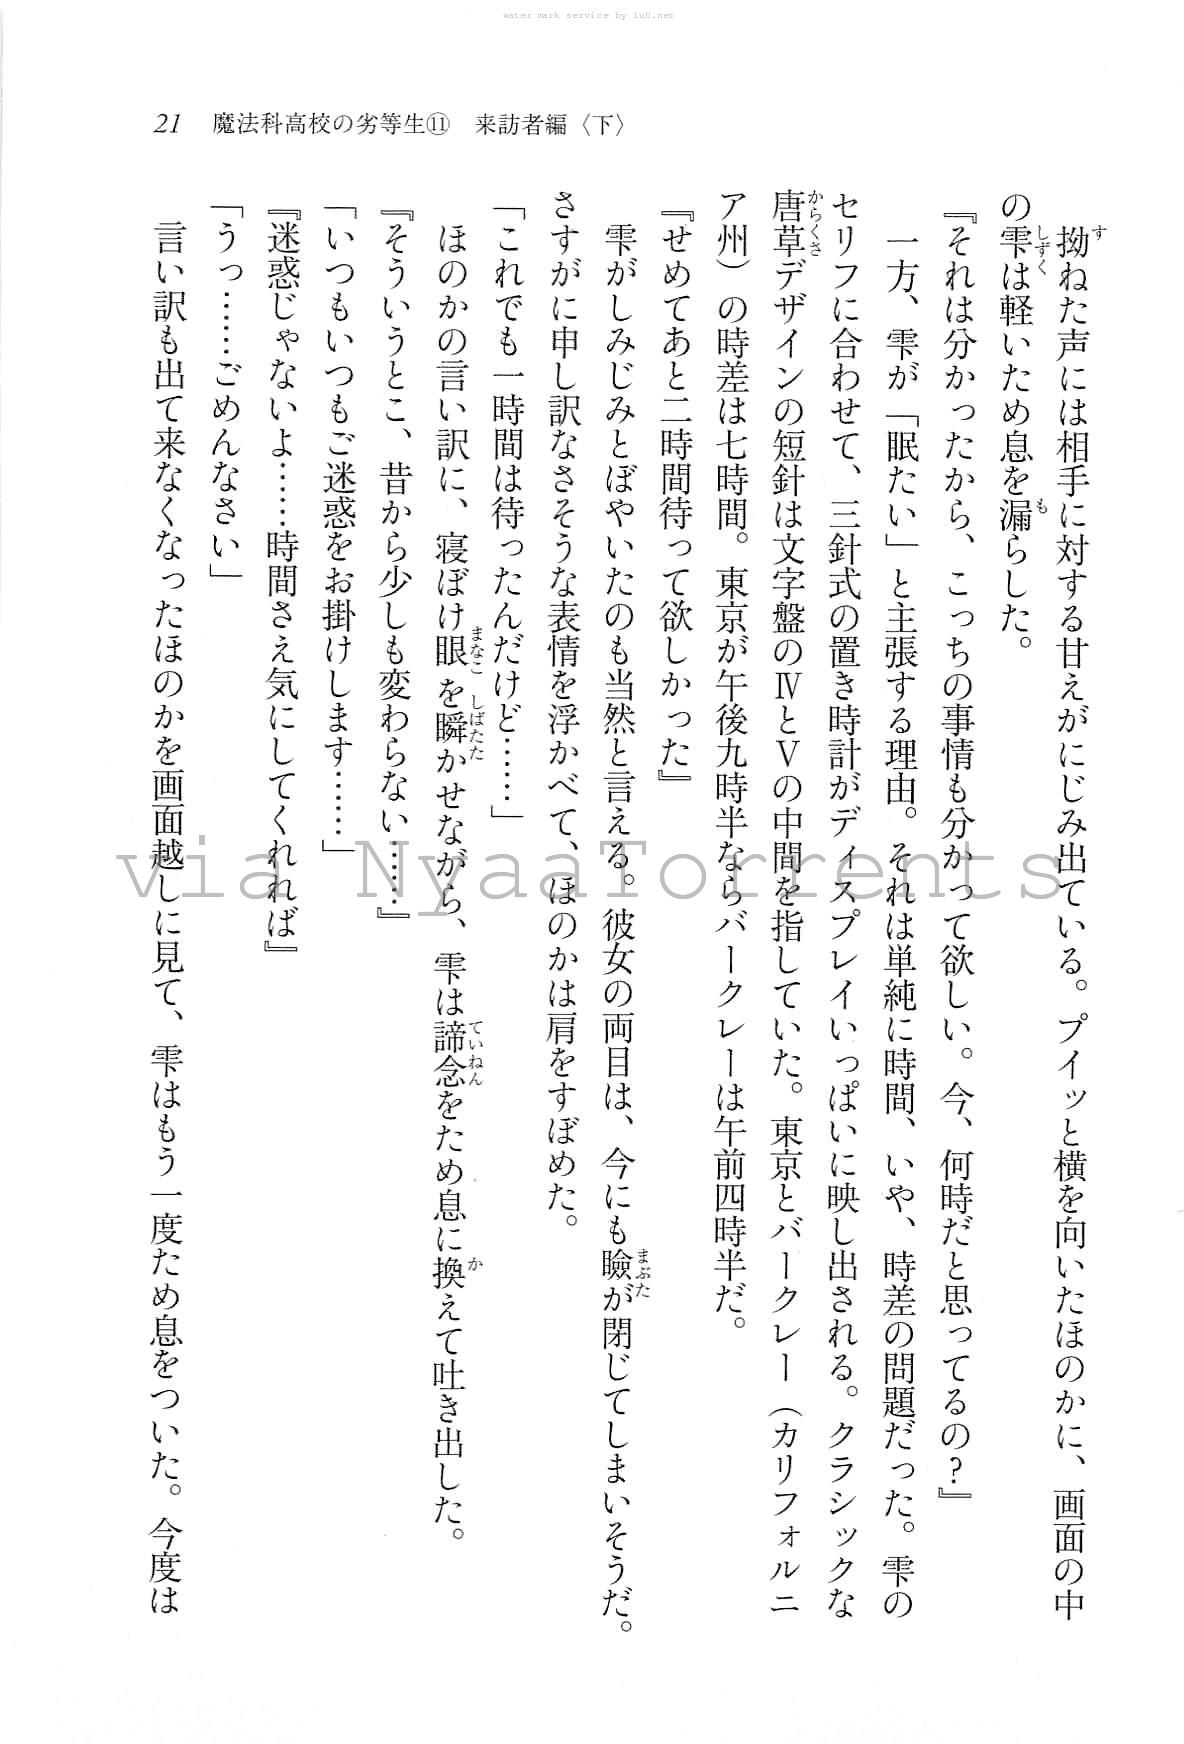 water mark service by lu0.net
21 魔法科高校の劣等生⑪ 来訪者編〈下〉
拗ねた声には相手に対する甘えがにじみ出ている。プイッと横を向いたほのかに、画面の中
の雫は軽いため息を漏らした。
『それは分かったから、こっちの事情も分かって欲しい。今、何時だと思ってるの?』
一方、雫が「眠たい」と主張する理由。それは単純に時間、いや、時差の問題だった。雫の
セリフに合わせて、三針式の置き時計がディスプレイいっぱいに映し出される。クラシックな
唐草デザインの短針は文字盤のⅣとⅤの中間を指していた。東京とバークレー（カリフォルニ
ア州）の時差は七時間。東京が午後九時半ならバークレーは午前四時半だ。
『せめてあと二時間待って欲しかった』
雫がしみじみとぼやいたのも当然と言える。彼女の両目は、今にも瞼が閉じてしまいそうだ。
さすがに申し訳なさそうな表情を浮かべて、ほのかは肩をすぼめた。
「これでも一時間は待ったんだけど……」
ほのかの言い訳に、寝ぼけ眼を瞬かせながら、雫は諦念をため息に換えて吐き出した。
『そういうとこ、昔から少しも変わらない……』
「いつもいつもご迷惑をお掛けします……」
『迷惑じゃないよ……時間さえ気にしてくれれば』
「うっ……ごめんなさい」
言い訳も出て来なくなったほのかを画面越しに見て、雫はもう一度ため息をついた。今度は
via NyaaTorrents